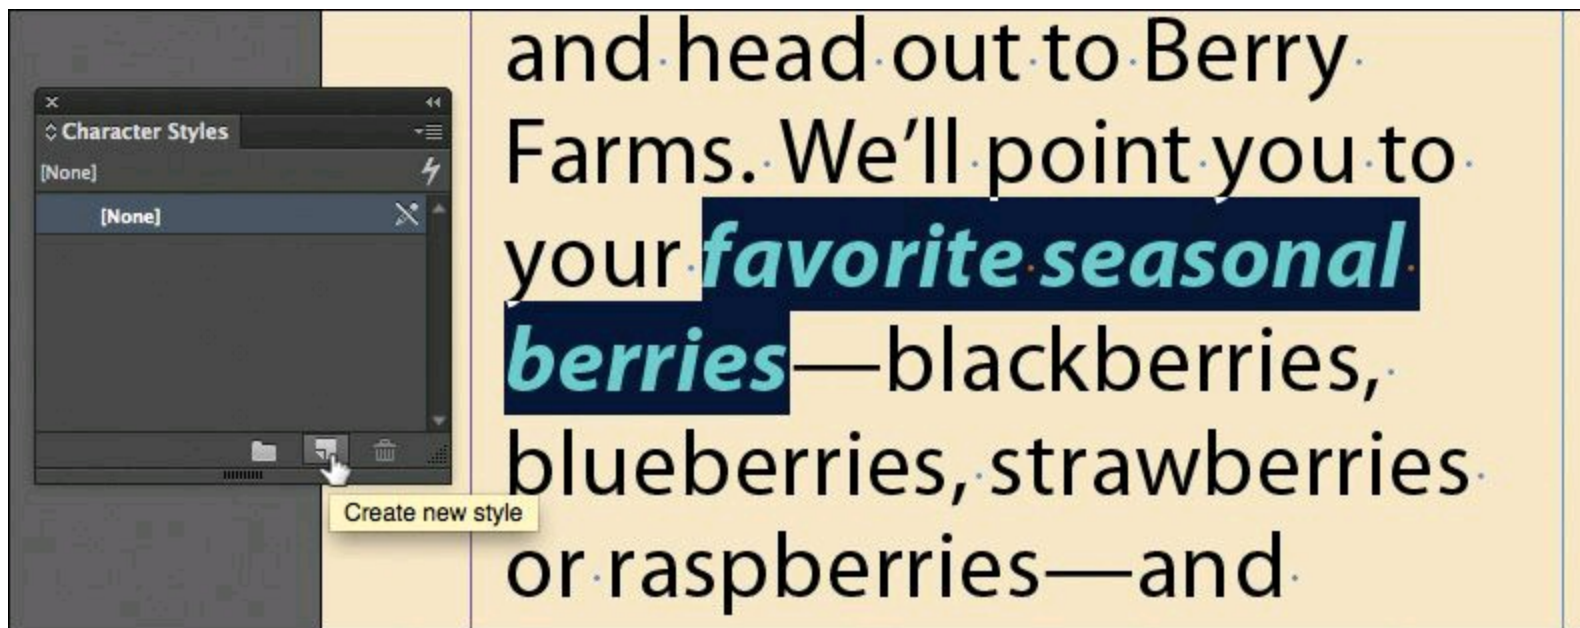 Character Styles
[None]
[None]
Create new style
and head out to Berry
Farms. We’ll point you to
your favorite seasonal
berries—blackberries,
blueberries, strawberries
or raspberries—and